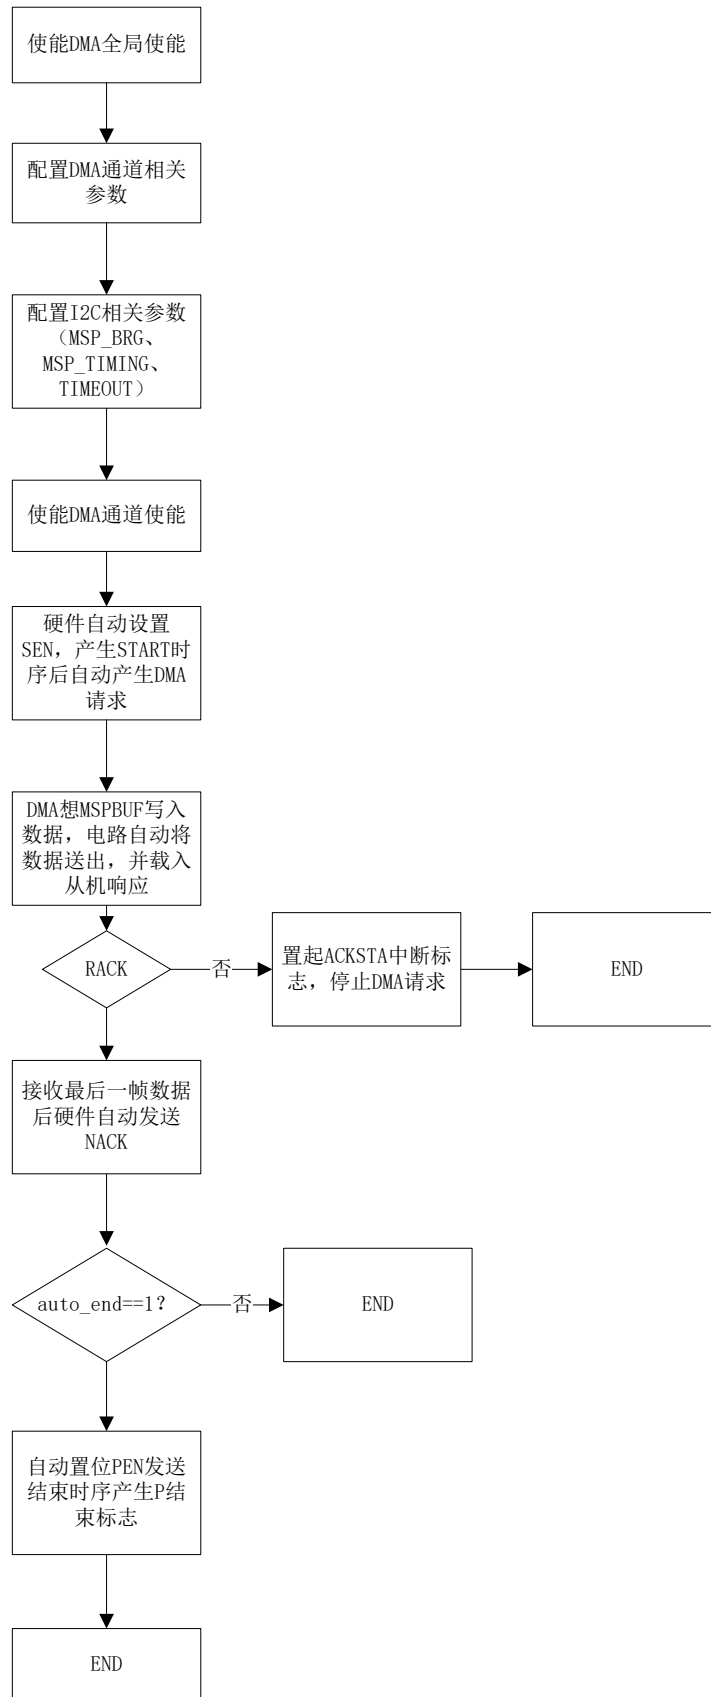 使能DMA全局使能
配置DMA通道相关
参数
配置I2C相关参数
（MSP_BRG、
MSP_TIMING、
TIMEOUT）
使能DMA通道使能
硬件自动设置
SEN，产生START时
序后自动产生DMA
请求
DMA想MSPBUF写入
数据，电路自动将
数据送出，并载入
从机响应
RACK
否
置起ACKSTA中断标
志，停止DMA请求
END
接收最后一帧数据
后硬件自动发送
NACK
auto_end==1?
否
END
自动置位PEN发送
结束时序产生P结
束标志
END